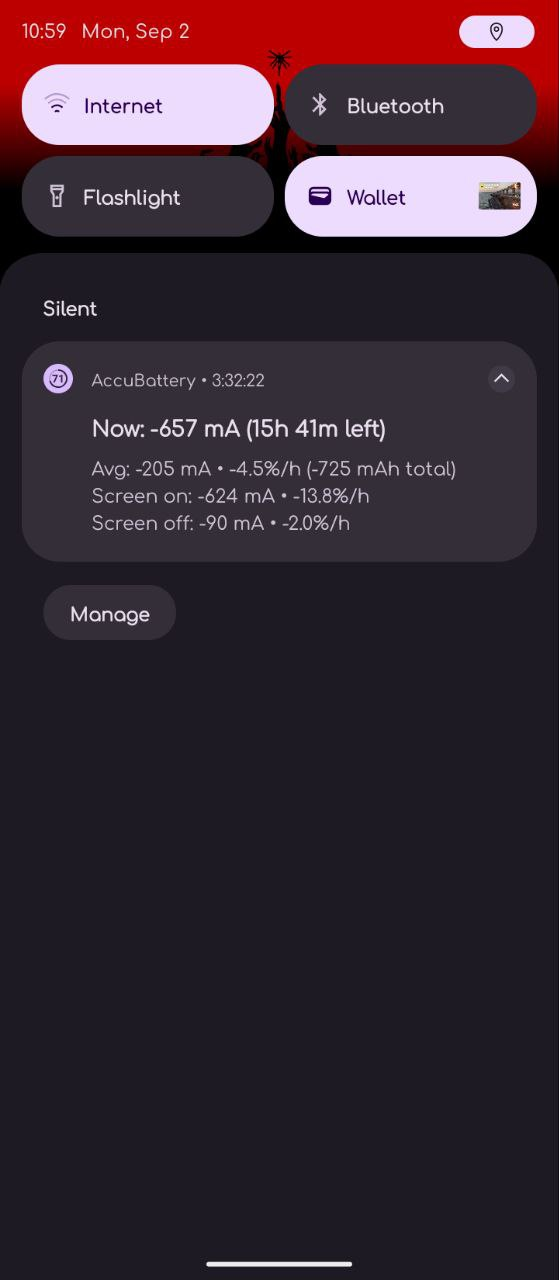 10:59 Mon, Sep 2
Internet
Bluetooth
Flashlight
Wallet
Silent
71
AccuBattery • 3:32:22
Now: -657 mA (15h 41m left)
Avg: -205 mA • -4.5%/h (-725 mAh total)
Screen on: -624 mA • -13.8%/h
Screen off: -90 mA • -2.0%/h
Manage